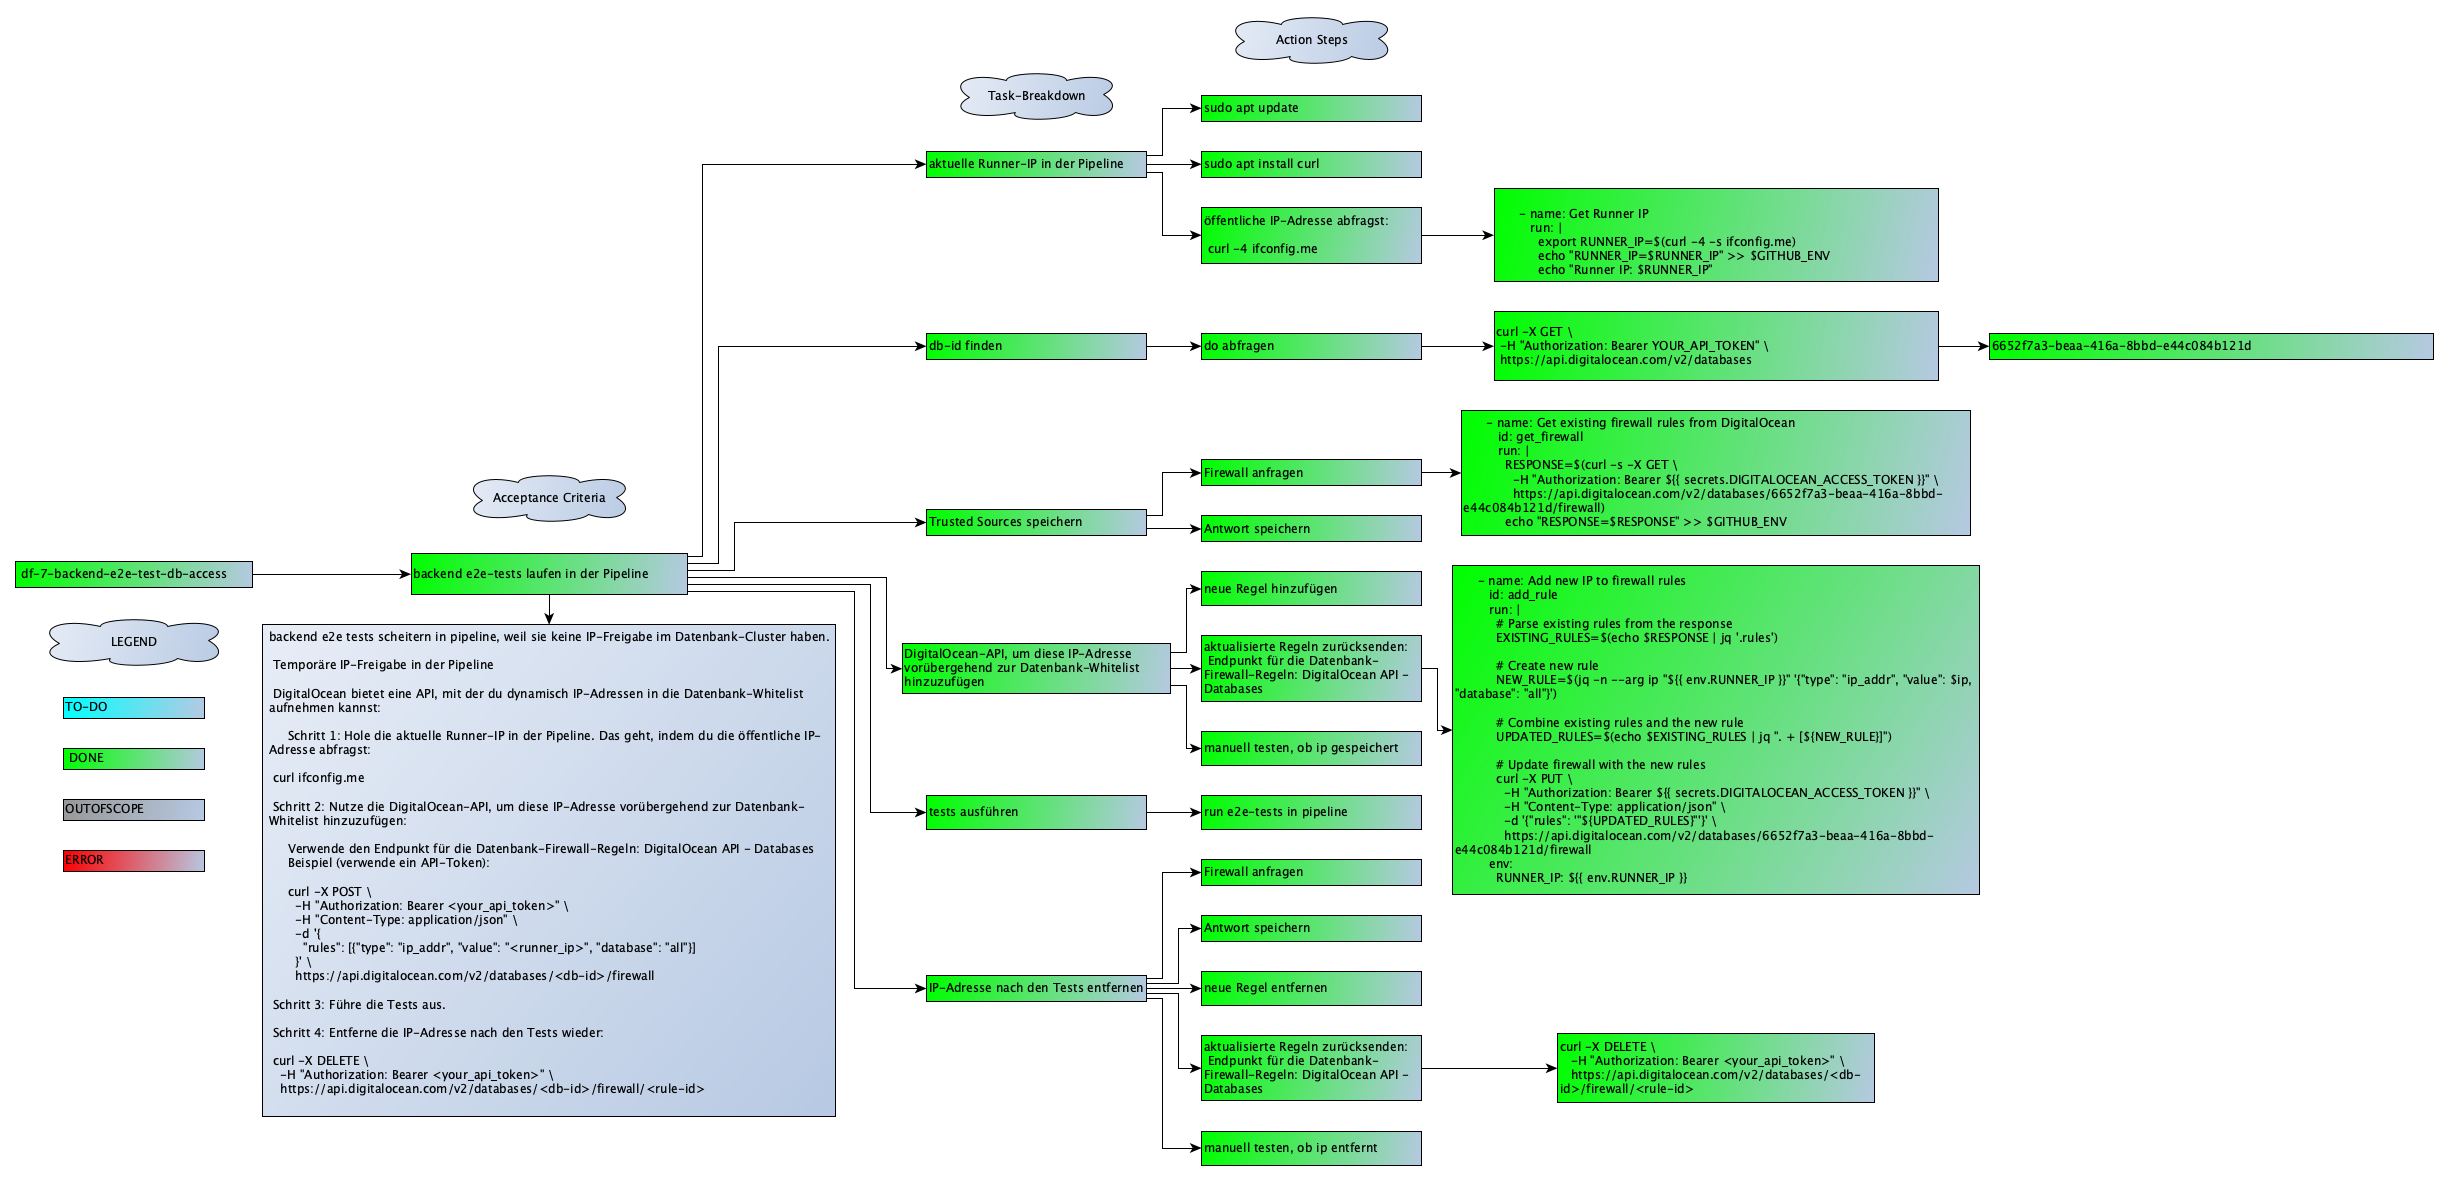 Action Steps
Task-Breakdown
sudo apt update
aktuelle Runner-IP in der Pipeline
sudo apt install curl
öffentliche IP-Adresse abfragst:
curl -4 ifconfig.me
- name: Get Runner IP
run: |
export RUNNER_IP=$(curl -4 -s ifconfig.me)
echo "RUNNER_IP=$RUNNER_IP" >> $GITHUB_ENV
echo "Runner IP: $RUNNER_IP"
db-id finden
do abfragen
curl -X GET \
-H "Authorization: Bearer YOUR_API_TOKEN" \
https://api.digitalocean.com/v2/databases
6652f7a3-beaa-416a-8bbd-e44c084b121d
Acceptance Criteria
Trusted Sources speichern
Firewall anfragen
Antwort speichern
- name: Get existing firewall rules from DigitalOcean
id: get_firewall
run: |
RESPONSE=$(curl -s -X GET \
-H "Authorization: Bearer ${{ secrets.DIGITALOCEAN_ACCESS_TOKEN }}" \
https://api.digitalocean.com/v2/databases/6652f7a3-beaa-416a-8bbd-
e44c084b121d/firewall)
echo "RESPONSE=$RESPONSE" >> $GITHUB_ENV
df-7-backend-e2e-test-db-access
backend e2e-tests laufen in der Pipeline
LEGEND
TO-DO
DONE
OUTOFSCOPE
ERROR
backend e2e tests scheitern in pipeline, weil sie keine IP-Freigabe im Datenbank-Cluster haben.
Temporäre IP-Freigabe in der Pipeline
DigitalOcean bietet eine API, mit der du dynamisch IP-Adressen in die Datenbank-Whitelist
aufnehmen kannst:
Schritt 1: Hole die aktuelle Runner-IP in der Pipeline. Das geht, indem du die öffentliche IP-
Adresse abfragst:
curl ifconfig.me
Schritt 2: Nutze die DigitalOcean-API, um diese IP-Adresse vorübergehend zur Datenbank-
Whitelist hinzuzufügen:
Verwende den Endpunkt für die Datenbank-Firewall-Regeln: DigitalOcean API - Databases
Beispiel (verwende ein API-Token):
curl -X POST \
-H "Authorization: Bearer <your_api_token>" \
-H "Content-Type: application/json" \
-d '{
"rules": [{"type": "ip_addr", "value": "<runner_ip>", "database": "all"}]
}' \
https://api.digitalocean.com/v2/databases/<db-id>/firewall
Schritt 3: Führe die Tests aus.
Schritt 4: Entferne die IP-Adresse nach den Tests wieder:
curl -X DELETE \
-H "Authorization: Bearer <your_api_token>" \
https://api.digitalocean.com/v2/databases/<db-id>/firewall/<rule-id>
DigitalOcean-API, um diese IP-Adresse
vorübergehend zur Datenbank-Whitelist
hinzuzufügen
neue Regel hinzufügen
aktualisierte Regeln zurücksenden:
Endpunkt für die Datenbank-
Firewall-Regeln: DigitalOcean API -
Databases
manuell testen, ob ip gespeichert
- name: Add new IP to firewall rules
id: add_rule
run: |
# Parse existing rules from the response
EXISTING_RULES=$(echo $RESPONSE | jq '.rules')
# Create new rule
NEW_RULE=$(jq -n --arg ip "${{ env.RUNNER_IP }}" '{"type": "ip_addr", "value": $ip,
"database": "all"}')
# Combine existing rules and the new rule
UPDATED_RULES=$(echo $EXISTING_RULES | jq ". + [${NEW_RULE}]")
# Update firewall with the new rules
curl -X PUT \
-H "Authorization: Bearer ${{ secrets.DIGITALOCEAN_ACCESS_TOKEN }}" \
-H "Content-Type: application/json" \
-d '{"rules": '"${UPDATED_RULES}"'}' \
https://api.digitalocean.com/v2/databases/6652f7a3-beaa-416a-8bbd-
e44c084b121d/firewall
env:
RUNNER_IP: ${{ env.RUNNER_IP }}
tests ausführen
run e2e-tests in pipeline
Firewall anfragen
Antwort speichern
IP-Adresse nach den Tests entfernen
neue Regel entfernen
aktualisierte Regeln zurücksenden:
Endpunkt für die Datenbank-
Firewall-Regeln: DigitalOcean API -
Databases
curl -X DELETE \
-H "Authorization: Bearer <your_api_token>" \
https://api.digitalocean.com/v2/databases/<db-
id>/firewall/<rule-id>
manuell testen, ob ip entfernt